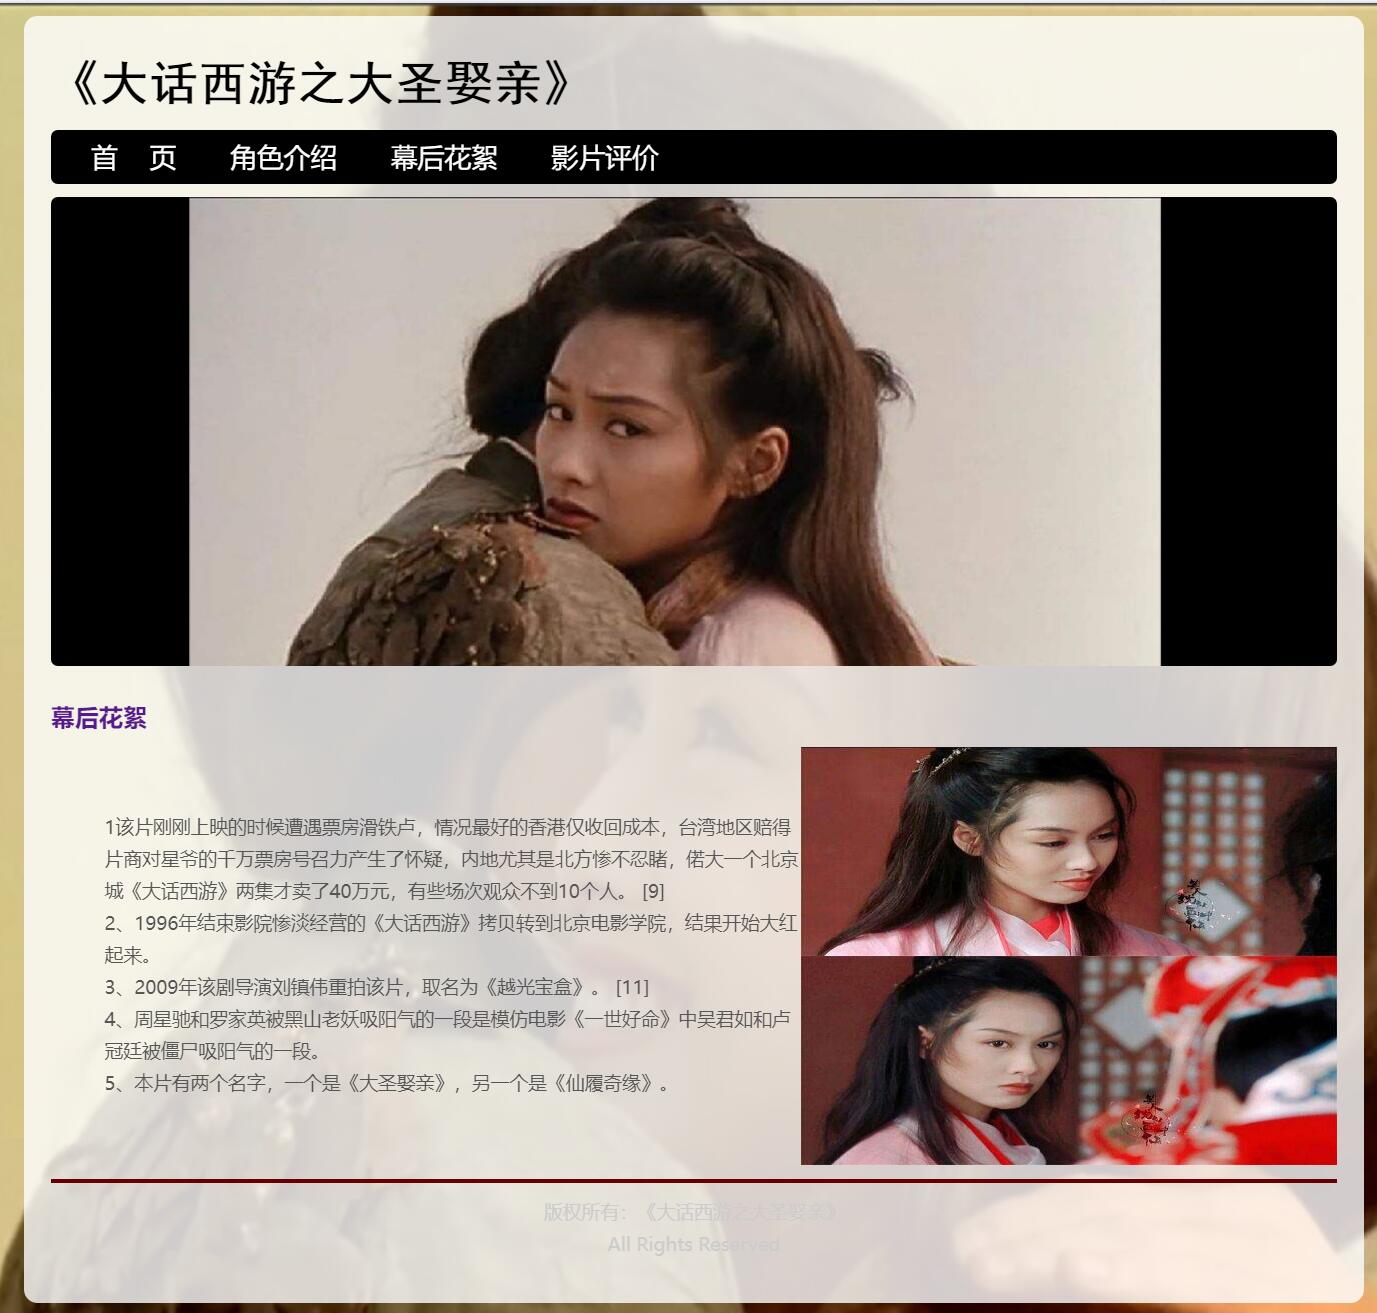 《大话西游之大圣娶亲》
首 页 角色介绍 幕后花絮 影片评价
幕后花絮
1该片刚刚上映的时候遭遇票房滑铁卢，情况最好的香港仅收回成本，台湾地区赔得
片商对星爷的千万票房号召力产生了怀疑，内地尤其是北方惨不忍睹，偌大一个北京
城《大话西游》两集才卖了40万元，有些场次观众不到10个人。 [9]
2、1996年结束影院惨淡经营的《大话西游》拷贝转到北京电影学院，结果开始大红
起来。
3、2009年该剧导演刘镇伟重拍该片，取名为《越光宝盒》。 [11]
4、周星驰和罗家英被黑山老妖吸阳气的一段是模仿电影《一世好命》中吴君如和卢
冠廷被僵尸吸阳气的一段。
5、本片有两个名字，一个是《大圣娶亲》，另一个是《仙履奇缘》。
版权所有：《大话西游之大圣娶亲》
All Rights Reserved